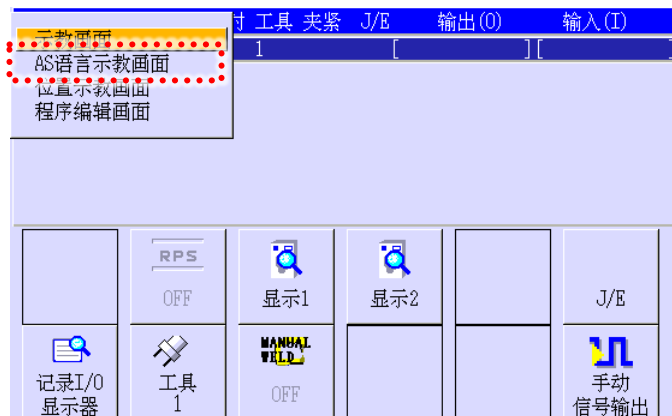 示教画面
AS语言示教画面
位置示教画面
程序编辑画面
寸 工具 夹紧 J/E 输出(O) 输入(I)
1 [ ][
RPS
OFF
显示1
显示2
J/E
记录I/O
显示器
工具
1
MANUAL
WELD
OFF
手动
信号输出